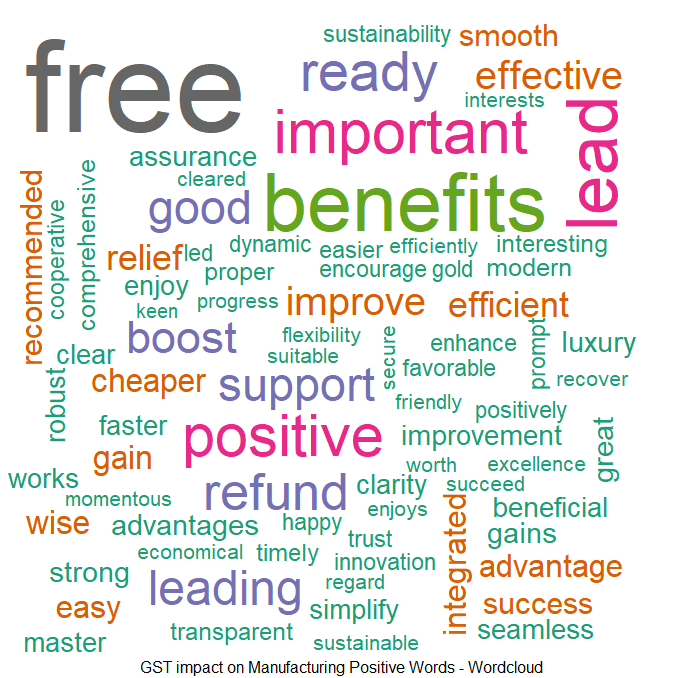 sustainability smooth
free ready effective
interests
important lead
assurance
cleared
benefits
good
recommended
cooperative
comprehensive
relief led dynamic easier efficiently interesting
proper encourage gold modern
enjoy
keen progress improve efficient
boost flexibility enhance prompt luxury
clear suitable secure favorable recover
robust cheaper support
friendly positively
faster positive improvement great
gain worth excellence
works refund clarity succeed
momentous enjoys beneficial
wise advantages happy integrated gains
economical timely trust
strong innovation advantage
leading regard
easy simplify success
master transparent sustainable seamless
GST impact on Manufacturing Positive Words - Wordcloud